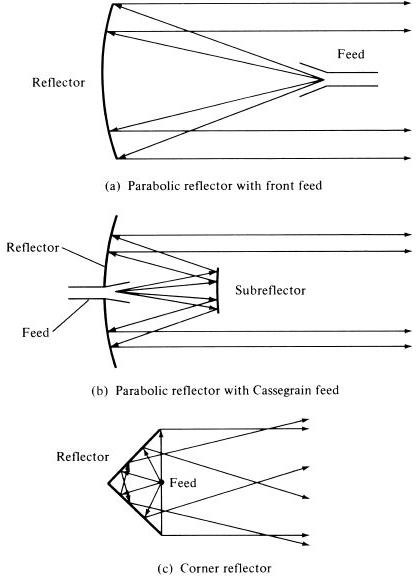 Feed
Reflector
(a) Parabolic reflector with front feed
Reflector
Subreflector
Feed
(b) Parabolic reflector with Cassegrain feed
Reflector
Feed
(c) Corner reflector